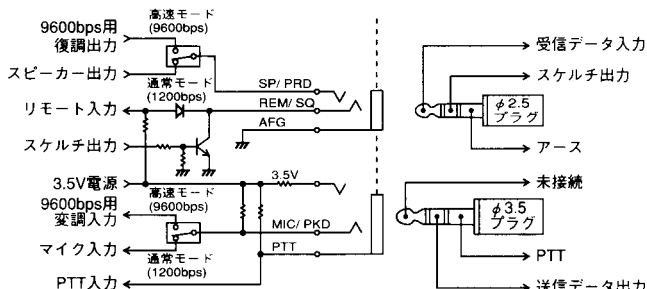 高速モード
(9600bps)
9600bps用
復調出力
スピーカー出力
通常モード
(1200bps)
リモート入力
スケルチ出力
SP/ PRD
REM/ SQ
AFG
3.5V電源
3.5V
高速モード
(9600bps)
9600bps用
変調入力
マイク入力
通常モード
(1200bps)
PTT入力
MIC/ PKD
PTT
受信データ入力
スケルチ出力
φ2.5
プラグ
アース
未接続
φ3.5
プラグ
PTT
送信データ出力